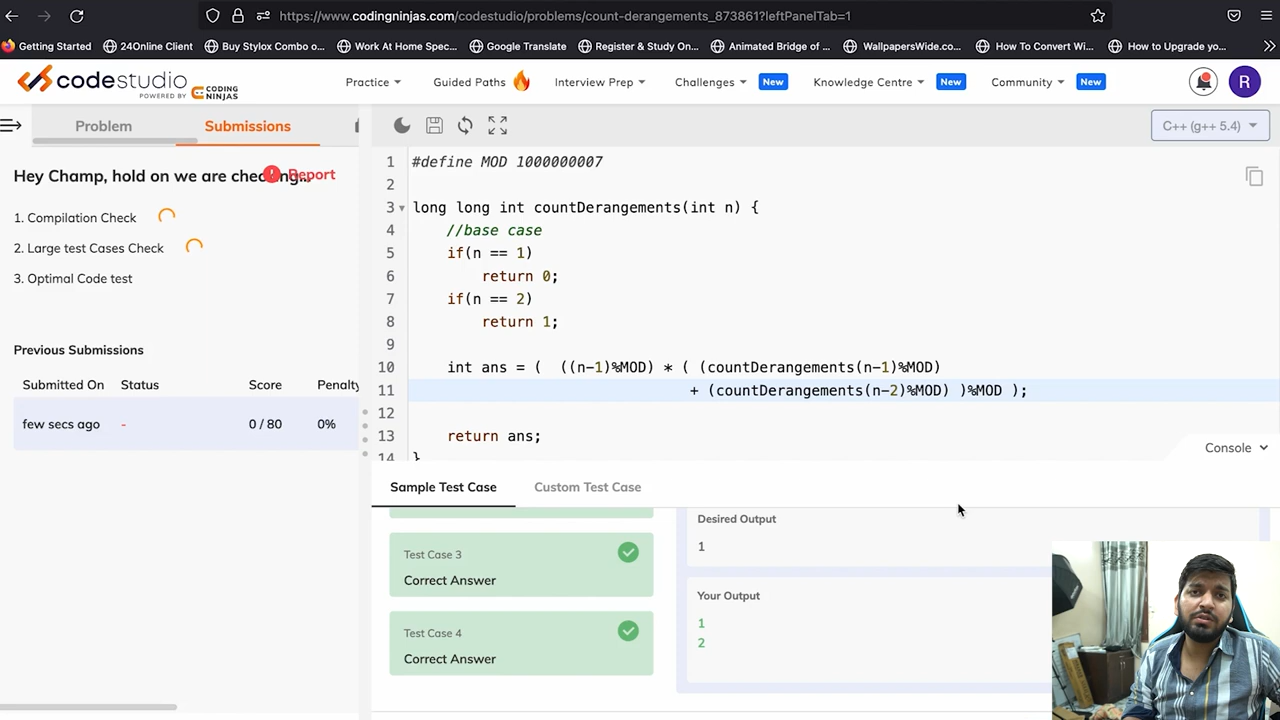 https://www.codingninjas.com/codestudio/problems/count-derangements_873861?leftPanelTab=1
Getting Started
24Online Client
Buy Stylox Combo o...
Work At Home Spec...
Google Translate
Register & Study On...
Animated Bridge of ...
WallpapersWide.co...
How To Convert Wi...
How to Upgrade yo...
codestudio
POWERED BY CODING NINJAS
Practice
Guided Paths
Interview Prep
Challenges
New
Knowledge Centre
New
Community
New
R
Problem
Submissions
C++ (g++ 5.4)
Hey Champ, hold on we are checking...
Report
1. Compilation Check
2. Large test Cases Check
3. Optimal Code test
Previous Submissions
Submitted On Status Score Penalty
few secs ago - 0 / 80 0%
1 #define MOD 1000000007
2
3 long long int countDerangements(int n) {
4 //base case
5 if(n == 1)
6 return 0;
7 if(n == 2)
8 return 1;
9
10 int ans = ( ((n-1)%MOD) * ( (countDerangements(n-1)%MOD)
11 + (countDerangements(n-2)%MOD) )%MOD );
12
13 return ans;
14 }
Console
Sample Test Case
Custom Test Case
Test Case 3
Correct Answer
Test Case 4
Correct Answer
Desired Output
1
Your Output
1
2